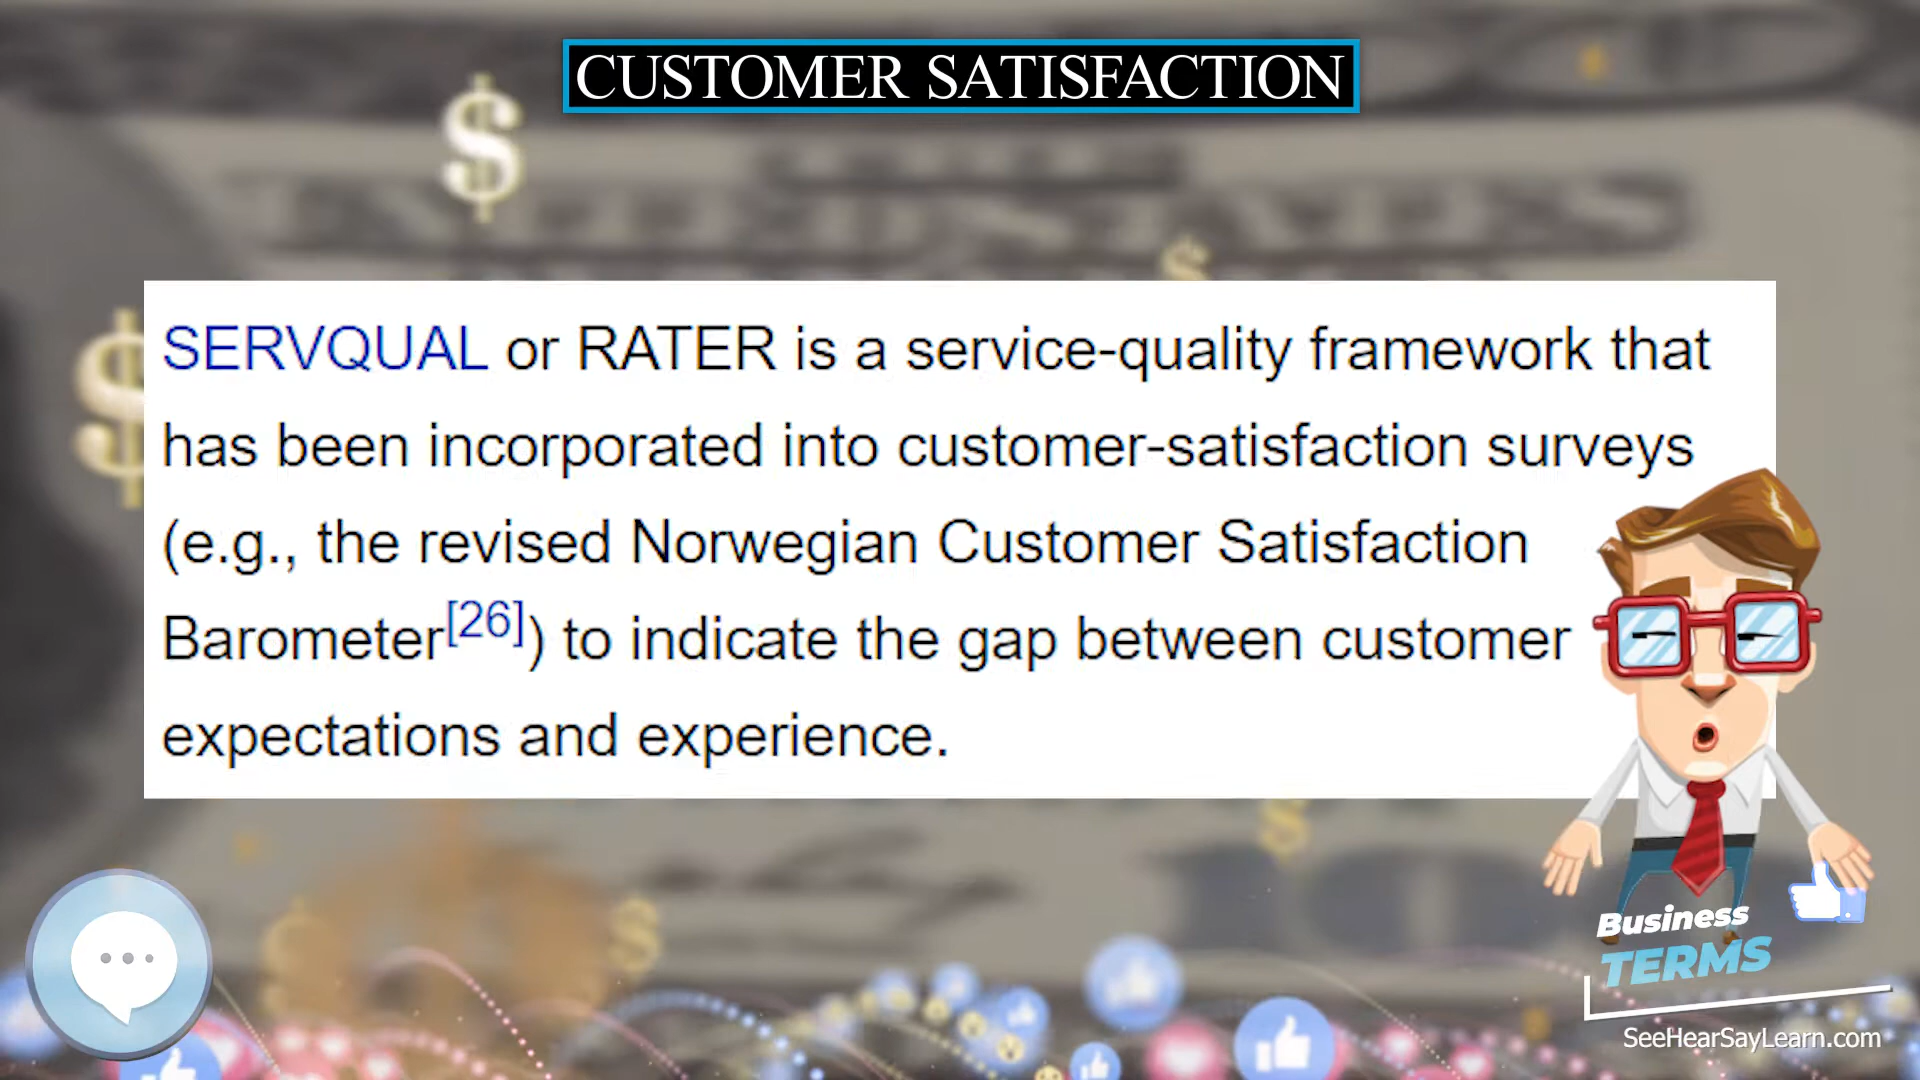 CUSTOMER SATISFACTION
SERVQUAL or RATER is a service-quality framework that
has been incorporated into customer-satisfaction surveys
(e.g., the revised Norwegian Customer Satisfaction
Barometer[26]) to indicate the gap between customer
expectations and experience.
Business
TERMS
SeeHearSayLearn.com